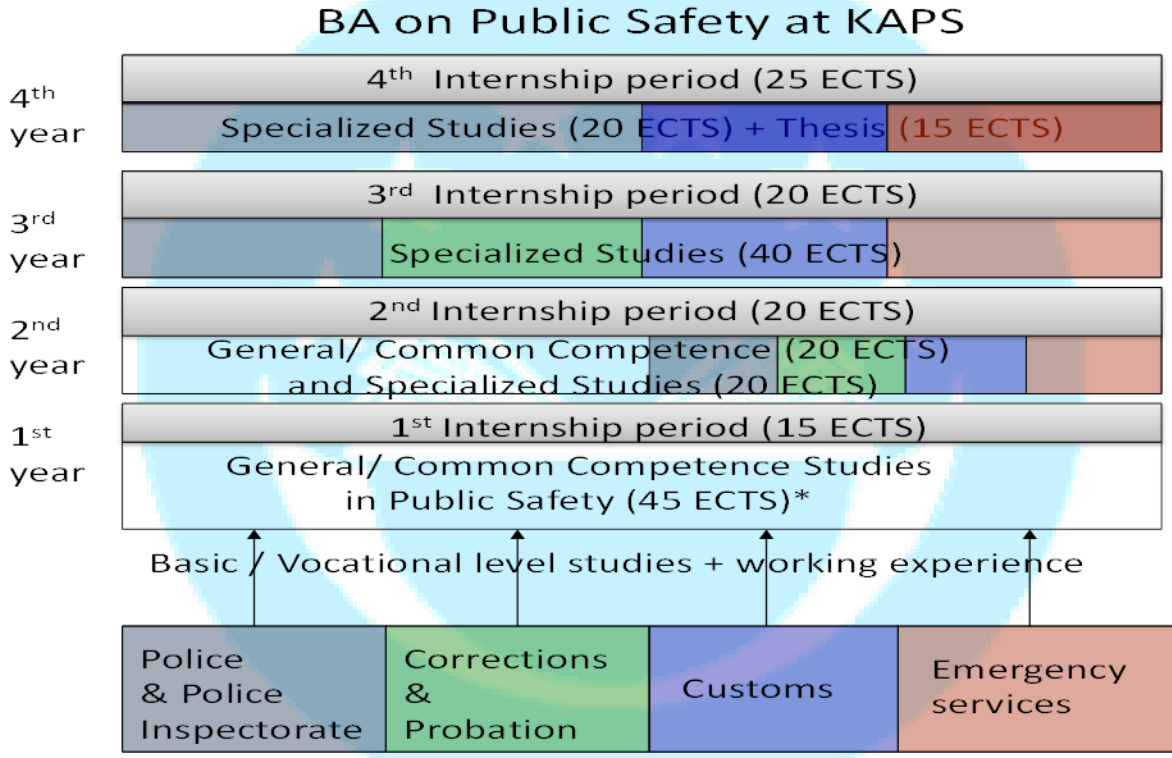 BA on Public Safety at KAPS
4th year
4th Internship period (25 ECTS)
Specialized Studies (20 ECTS) + Thesis (15 ECTS)
3rd year
3rd Internship period (20 ECTS)
Specialized Studies (40 ECTS)
2nd year
2nd Internship period (20 ECTS)
General/ Common Competence (20 ECTS)
and Specialized Studies (20 ECTS)
1st year
1st Internship period (15 ECTS)
General/ Common Competence Studies
in Public Safety (45 ECTS)*
Basic / Vocational level studies + working experience
Police
& Police
Inspectorate
Corrections
&
Probation
Customs
Emergency
services